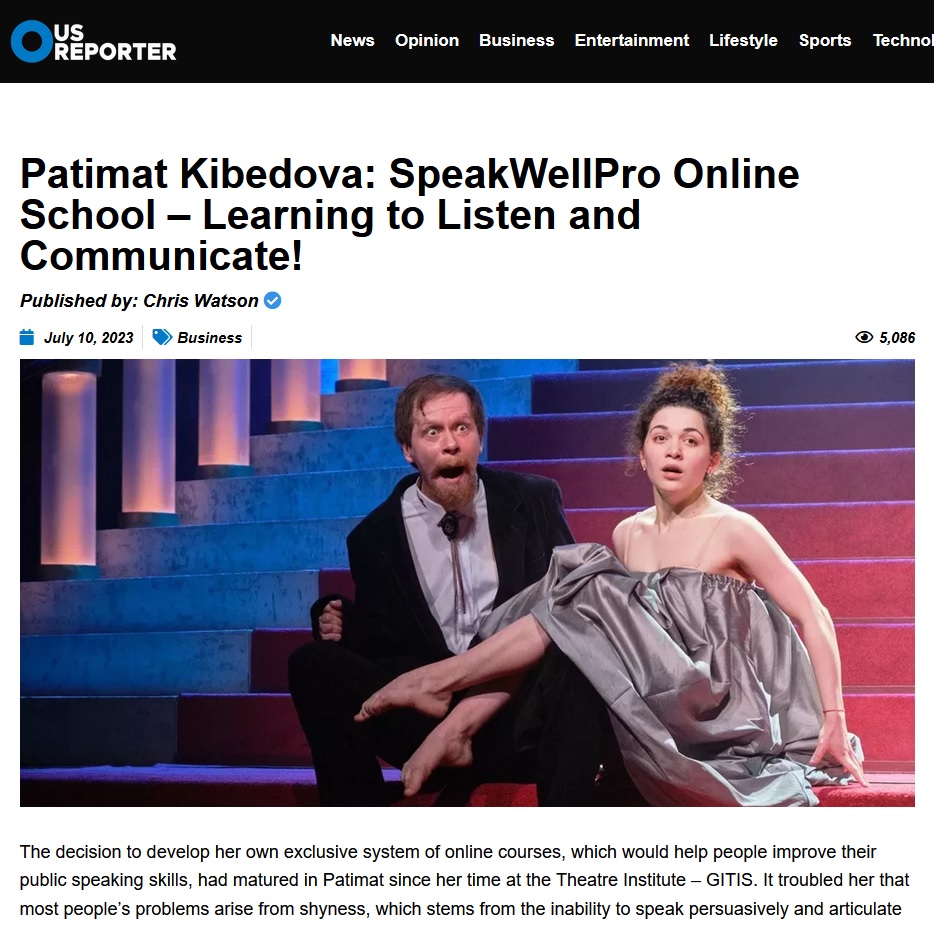 US
REPORTER
News Opinion Business Entertainment Lifestyle Sports Technol
Patimat Kibedova: SpeakWellPro Online
School – Learning to Listen and
Communicate!
Published by: Chris Watson
July 10, 2023 Business 5,086
The decision to develop her own exclusive system of online courses, which would help people improve their
public speaking skills, had matured in Patimat since her time at the Theatre Institute – GITIS. It troubled her that
most people’s problems arise from shyness, which stems from the inability to speak persuasively and articulate